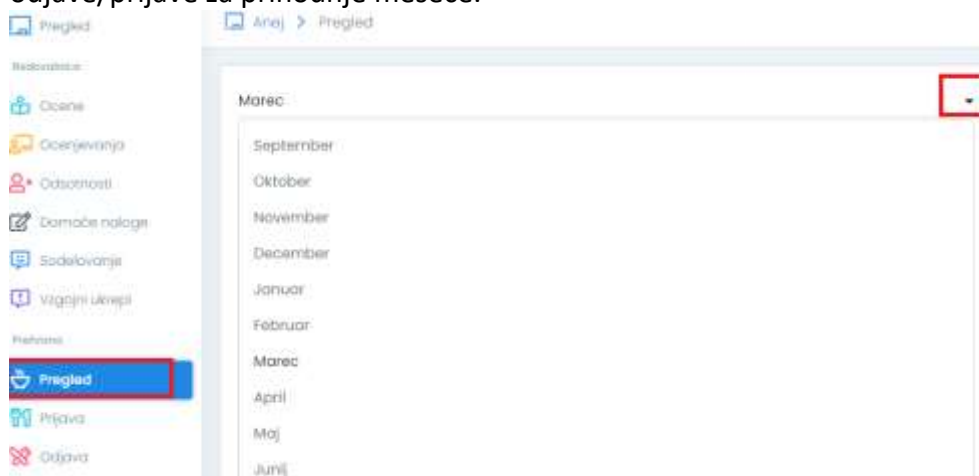 odjave/prijave za prihodnje mesece.
Pregled
Anej > Pregled
Redovalnica
Ocene
Ocenjevanja
Odsotnosti
Domače naloge
Sodelovanje
Vzgojni ukrepi
Prehrana
Pregled
Prijava
Odjava
Marec
September
Oktober
November
December
Januar
Februar
Marec
April
Maj
Junij